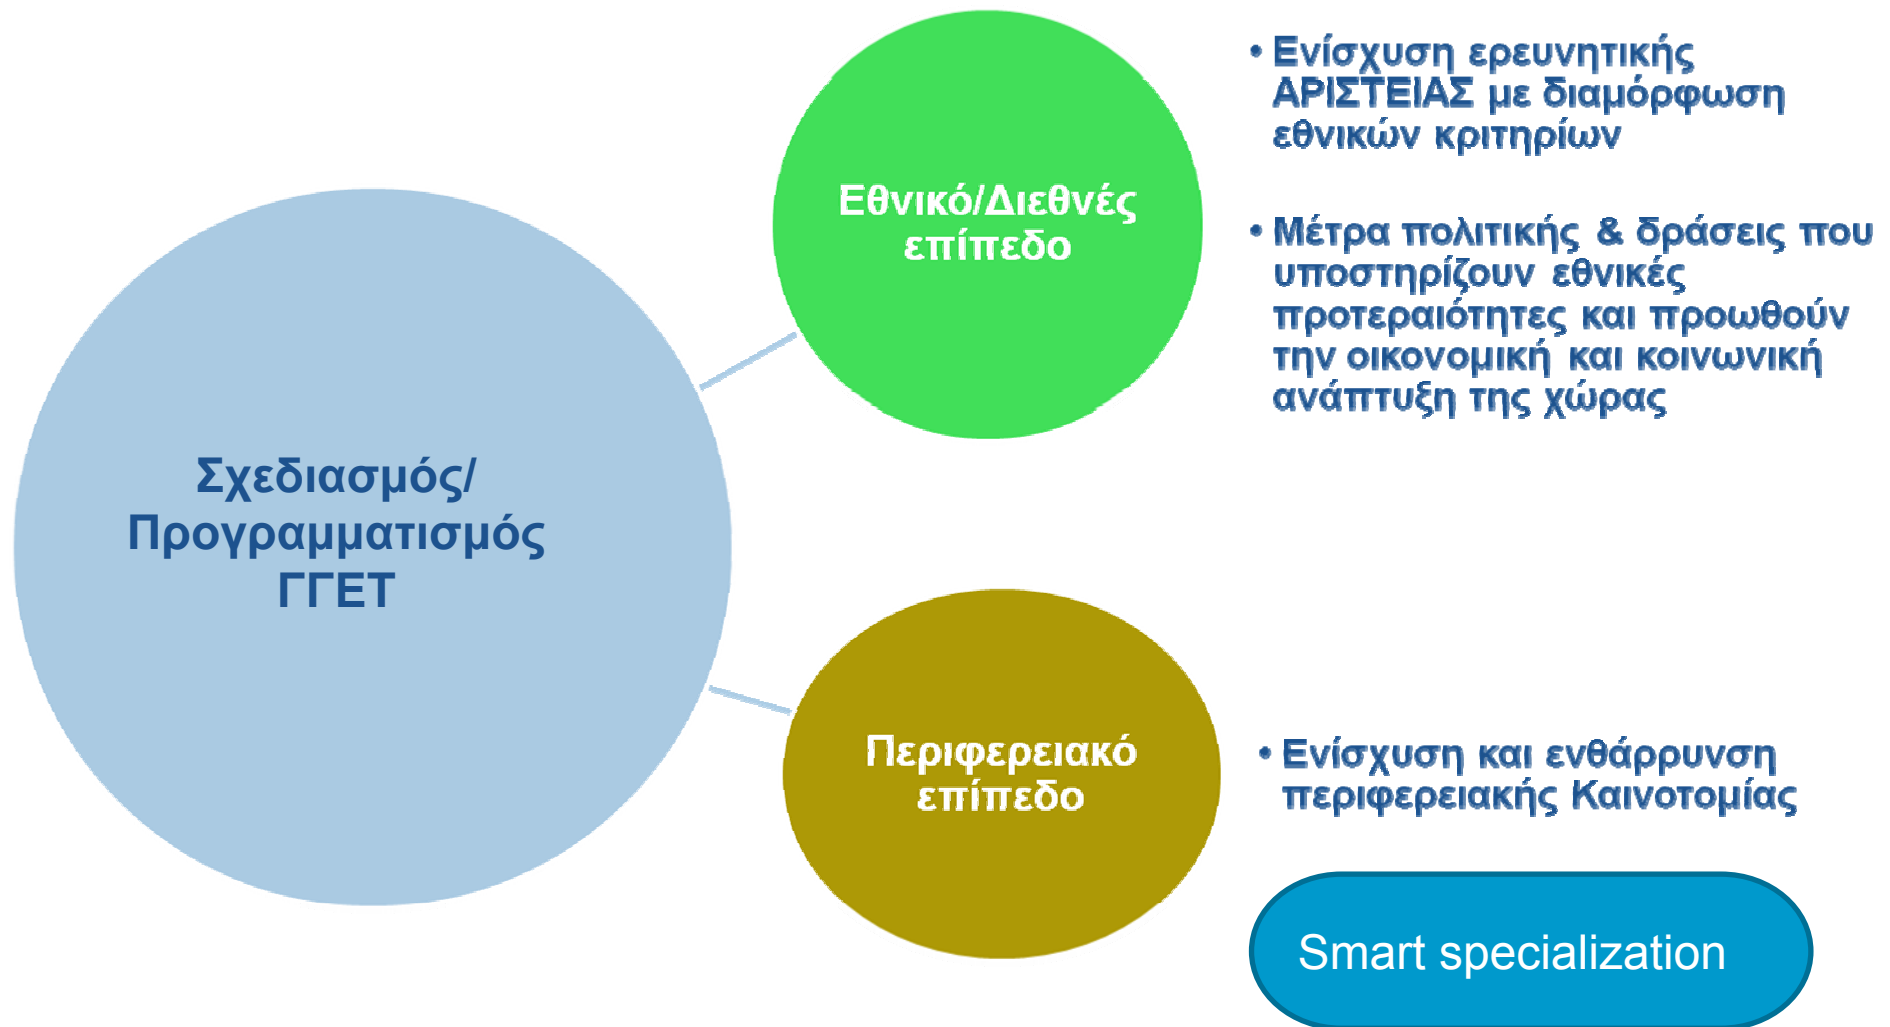 Σχεδιασμός/
Προγραμματισμός
ΓΓΕΤ
Εθνικό/Διεθνές
επίπεδο
• Ενίσχυση ερευνητικής
ΑΡΙΣΤΕΙΑΣ με διαμόρφωση
εθνικών κριτηρίων
• Μέτρα πολιτικής & δράσεις που
υποστηρίζουν εθνικές
προτεραιότητες και προωθούν
την οικονομική και κοινωνική
ανάπτυξη της χώρας
Περιφερειακό
επίπεδο
• Ενίσχυση και ενθάρρυνση
περιφερειακής Καινοτομίας
Smart specialization